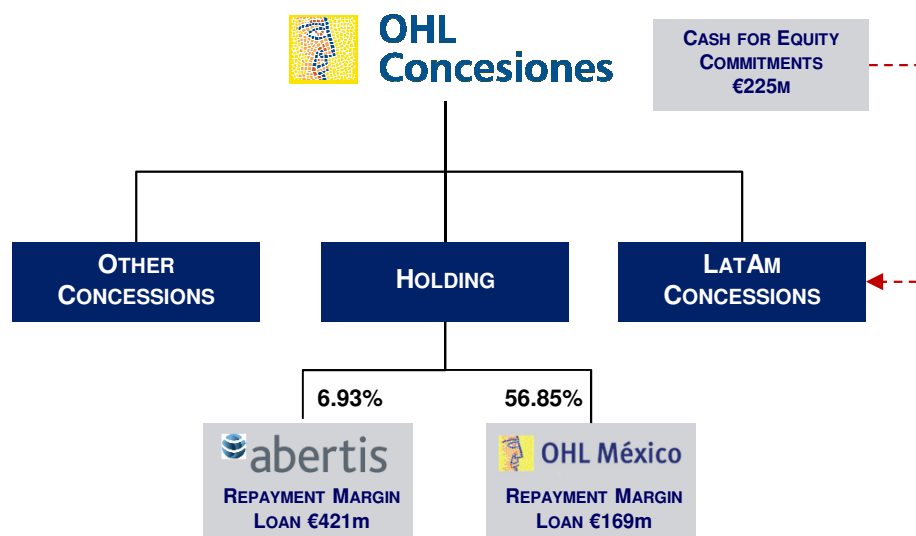 OHL
Concesiones
CASH FOR EQUITY
COMMITMENTS
€225M
OTHER
CONCESSIONS
HOLDING
LATAM
CONCESSIONS
6.93%
56.85%
abertis
OHL México
REPAYMENT MARGIN
LOAN €421m
REPAYMENT MARGIN
LOAN €169m